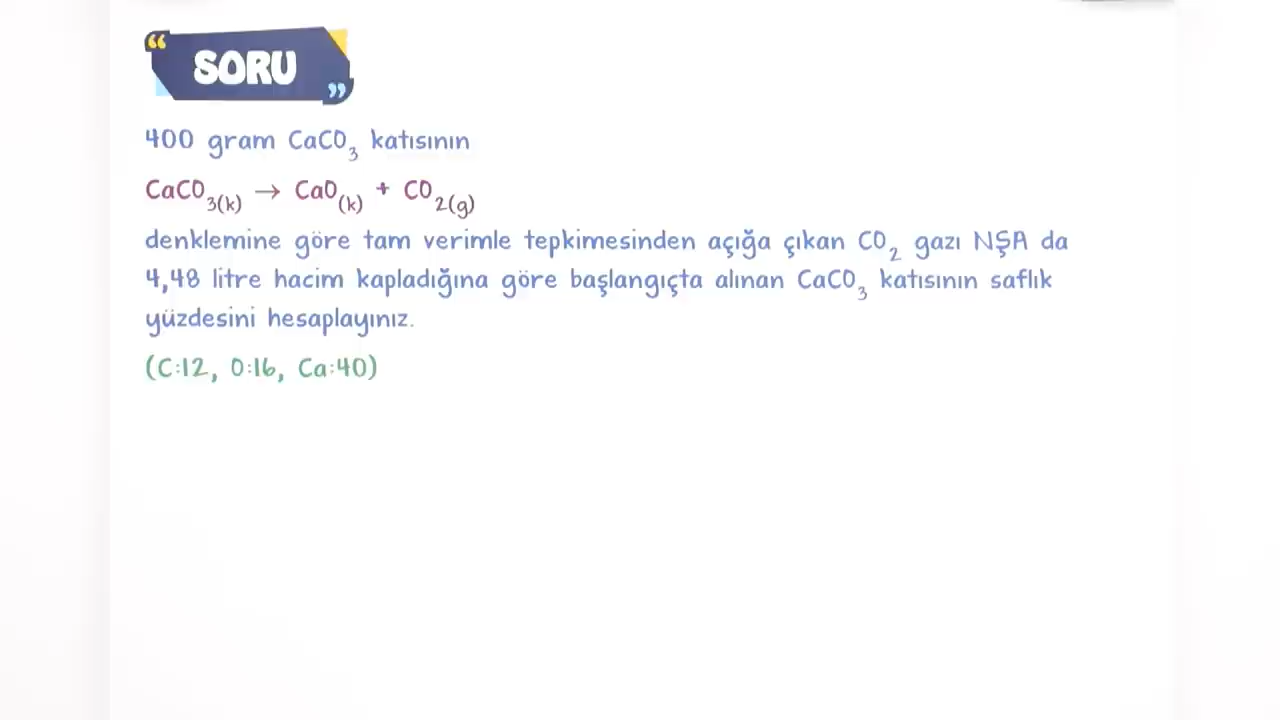 “ SORU ”
400 gram CaCO₃ katısının
CaCO₃(k) → CaO(k) + CO₂(g)
denklemine göre tam verimle tepkimesinden açığa çıkan CO₂ gazı NŞA da
4,48 litre hacim kapladığına göre başlangıçta alınan CaCO₃ katısının saflık
yüzdesini hesaplayınız.
(C:12, O:16, Ca:40)